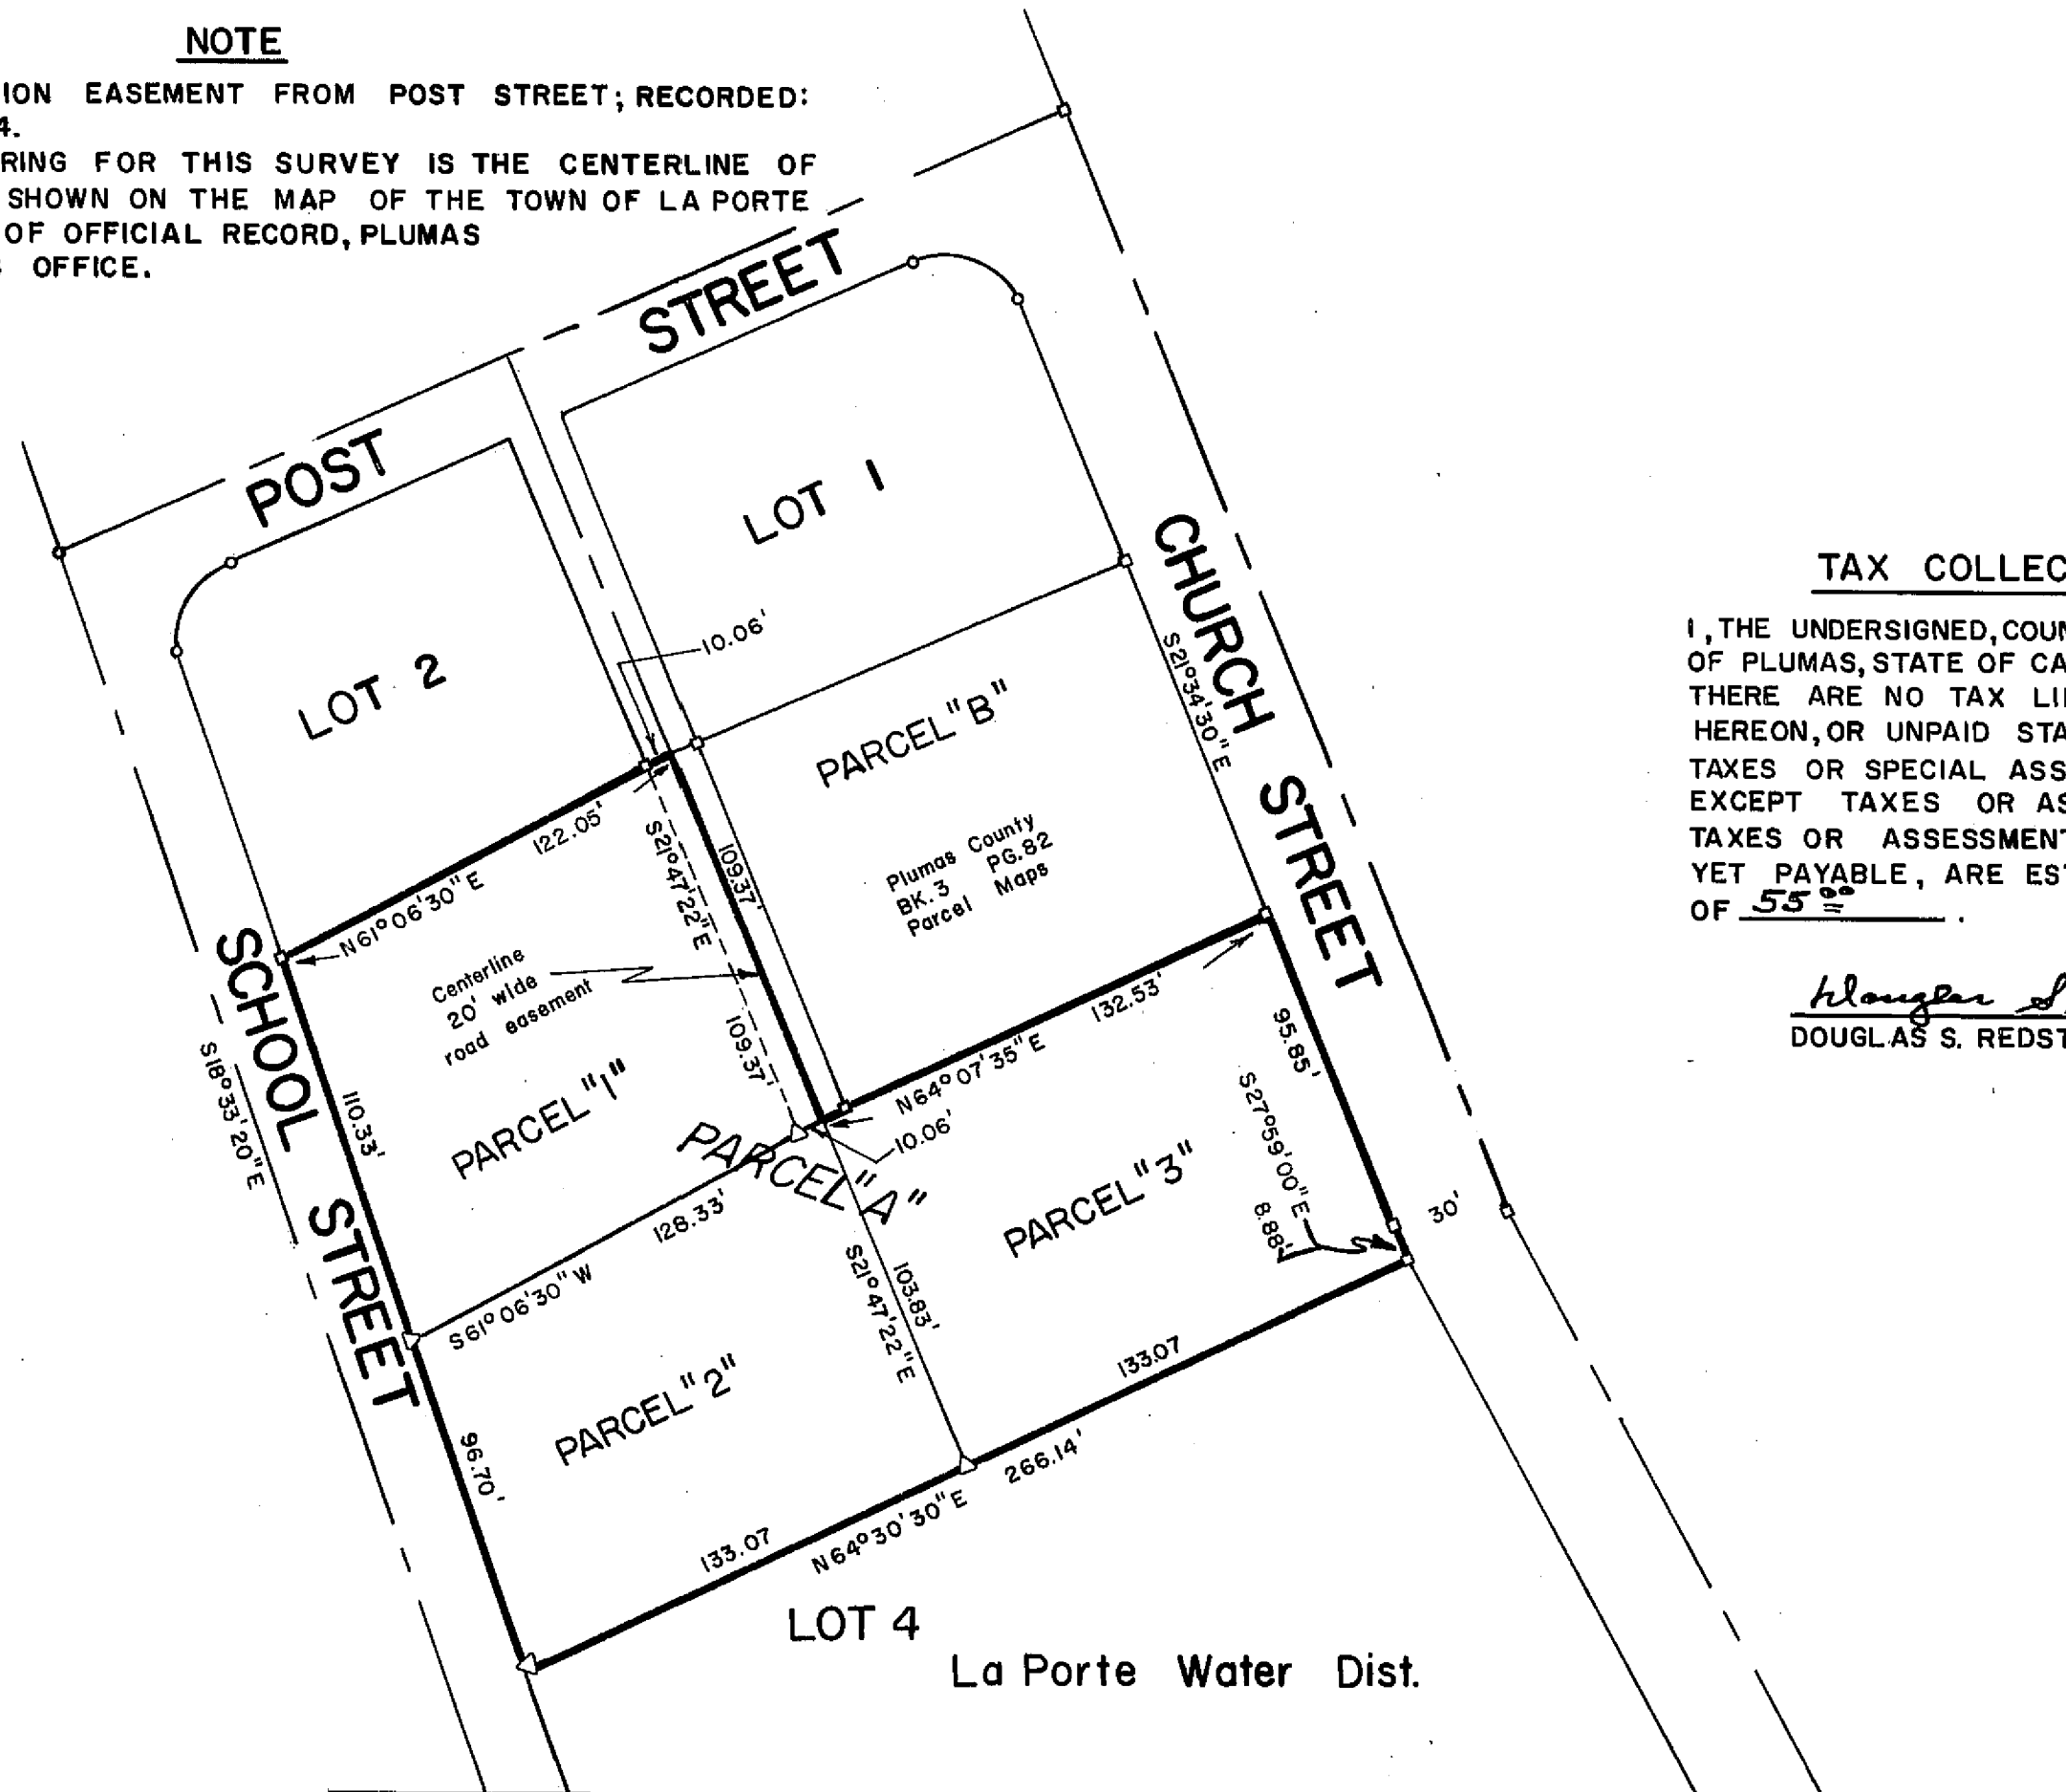 NOTE
ION EASEMENT FROM POST STREET; RECORDED:
4.
RING FOR THIS SURVEY IS THE CENTERLINE OF
SHOWN ON THE MAP OF THE TOWN OF LA PORTE
OF OFFICIAL RECORD, PLUMAS
OFFICE.
POST STREET
LOT 1
LOT 2
10.06'
CHURCH STREET
S21°34'30"E
PARCEL "B"
Plumas County
BK. 3 PG. 82
Parcel Maps
122.05'
N61°06'30"E
S21°47'22"E
109.37'
109.37'
Centerline
20' wide
road easement
SCHOOL STREET
S18°33'20"E
110.33'
PARCEL "1"
132.53'
N64°07'35"E
10.06'
95.85'
S27°59'00"E
8.88'
30'
PARCEL "A"
PARCEL "3"
128.33'
S61°06'30"W
103.83'
S21°47'22"E
133.07
PARCEL "2"
96.70'
266.14'
N64°30'30"E
133.07
LOT 4
La Porte Water Dist.
TAX COLLEC
I, THE UNDERSIGNED, COUN
OF PLUMAS, STATE OF CA
THERE ARE NO TAX LI
HEREON, OR UNPAID STA
TAXES OR SPECIAL ASS
EXCEPT TAXES OR AS
TAXES OR ASSESSMENT
YET PAYABLE, ARE ES
OF 55 00 .
Douglas S.
DOUGLAS S. REDST